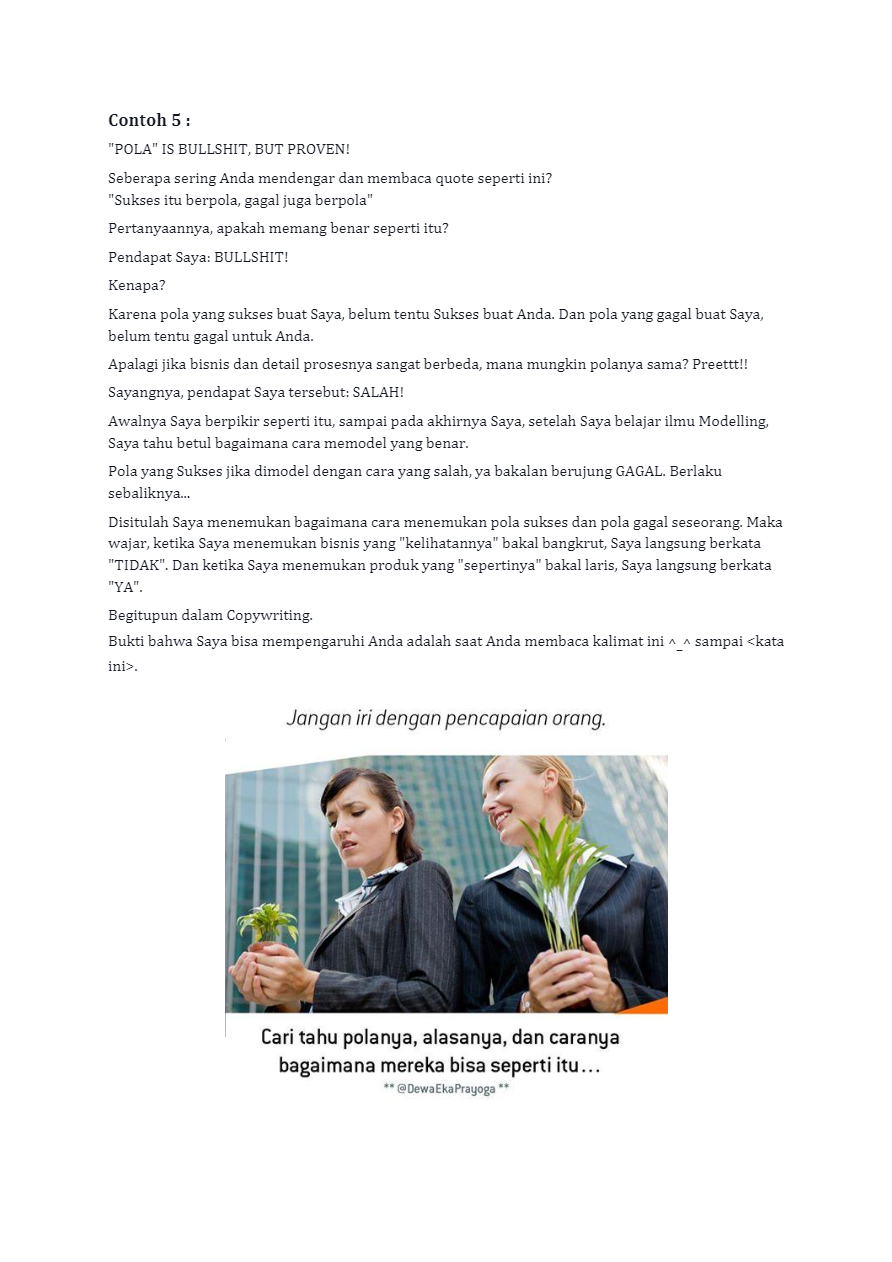 Contoh 5 :
"POLA" IS BULLSHIT, BUT PROVEN!
Seberapa sering Anda mendengar dan membaca quote seperti ini?
"Sukses itu berpola, gagal juga berpola"
Pertanyaannya, apakah memang benar seperti itu?
Pendapat Saya: BULLSHIT!
Kenapa?
Karena pola yang sukses buat Saya, belum tentu Sukses buat Anda. Dan pola yang gagal buat Saya,
belum tentu gagal untuk Anda.
Apalagi jika bisnis dan detail prosesnya sangat berbeda, mana mungkin polanya sama? Preettt!!
Sayangnya, pendapat Saya tersebut: SALAH!
Awalnya Saya berpikir seperti itu, sampai pada akhirnya Saya, setelah Saya belajar ilmu Modelling,
Saya tahu betul bagaimana cara memodel yang benar.
Pola yang Sukses jika dimodel dengan cara yang salah, ya bakalan berujung GAGAL. Berlaku
sebaliknya...
Disitulah Saya menemukan bagaimana cara menemukan pola sukses dan pola gagal seseorang. Maka
wajar, ketika Saya menemukan bisnis yang "kelihatannya" bakal bangkrut, Saya langsung berkata
"TIDAK". Dan ketika Saya menemukan produk yang "sepertinya" bakal laris, Saya langsung berkata
"YA".
Begitupun dalam Copywriting.
Bukti bahwa Saya bisa mempengaruhi Anda adalah saat Anda membaca kalimat ini ^_^ sampai <kata
ini>.
Jangan iri dengan pencapaian orang.
Cari tahu polanya, alasanya, dan caranya
bagaimana mereka bisa seperti itu...
** @DewaEkaPrayoga **